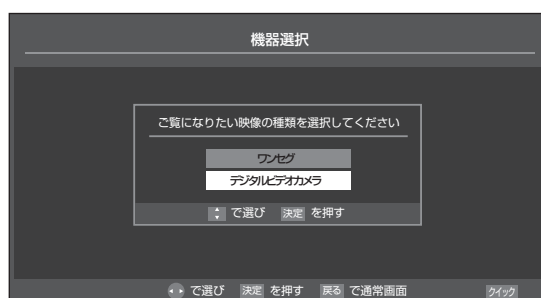 機器選択
ご覧になりたい映像の種類を選択してください
ワンセグ
デジタルビデオカメラ
で選び 決定 を押す
で選び 決定 を押す 戻る で通常画面 クイック